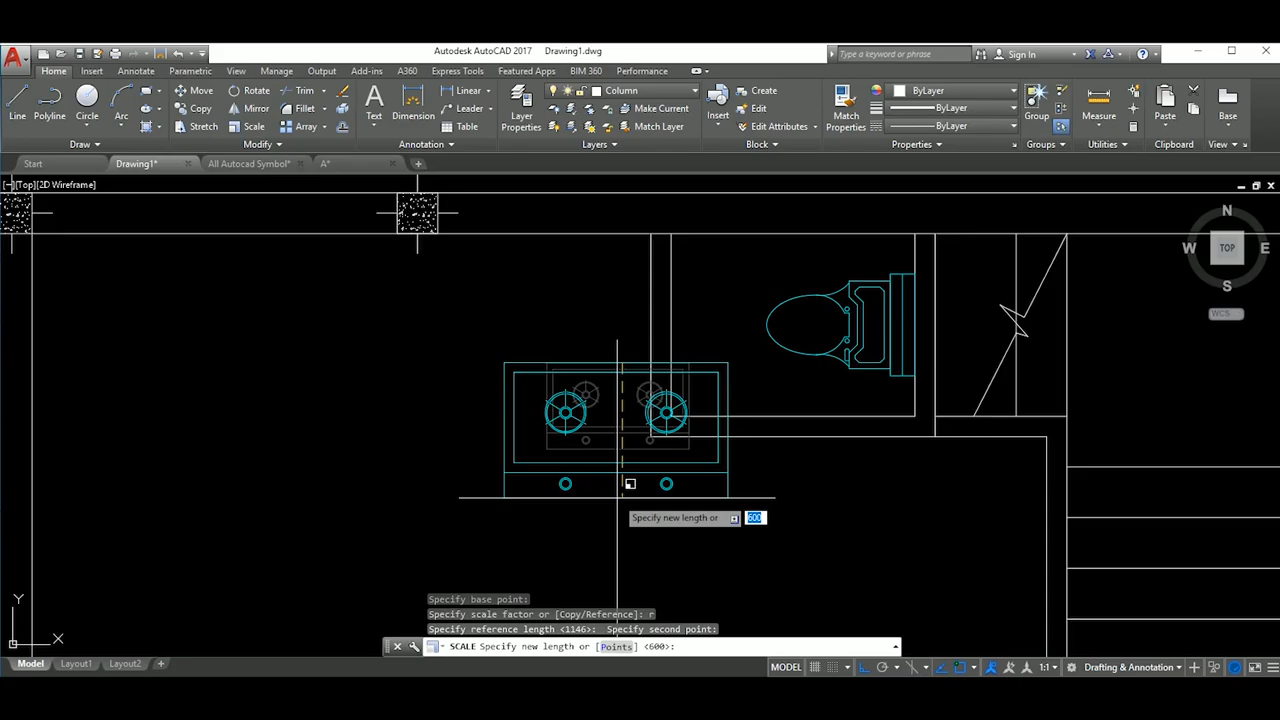 Autodesk AutoCAD 2017 Drawing1.dwg
Type a keyword or phrase
Sign In
Home Insert Annotate Parametric View Manage Output Add-ins A360 Express Tools Featured Apps BIM 360 Performance
Line
Polyline
Circle
Arc
Move
Copy
Stretch
Rotate
Mirror
Scale
Trim
Fillet
Array
Text
Dimension
Linear
Leader
Table
Layer
Properties
Column
Make Current
Match Layer
Insert
Create
Edit
Edit Attributes
Match
Properties
ByLayer
ByLayer
ByLayer
Group
Measure
Paste
Base
Draw
Modify
Annotation
Layers
Block
Properties
Groups
Utilities
Clipboard
View
Start
Drawing1*
All Autocad Symbol*
A*
[–][Top][2D Wireframe]
N
W TOP E
S
WCS
Specify new length or 600
Y
X
Specify base point:
Specify scale factor or [Copy/Reference]: r
Specify reference length <1146>: Specify second point:
SCALE Specify new length or [Points] <600>:
Model Layout1 Layout2
MODEL
1:1
Drafting & Annotation